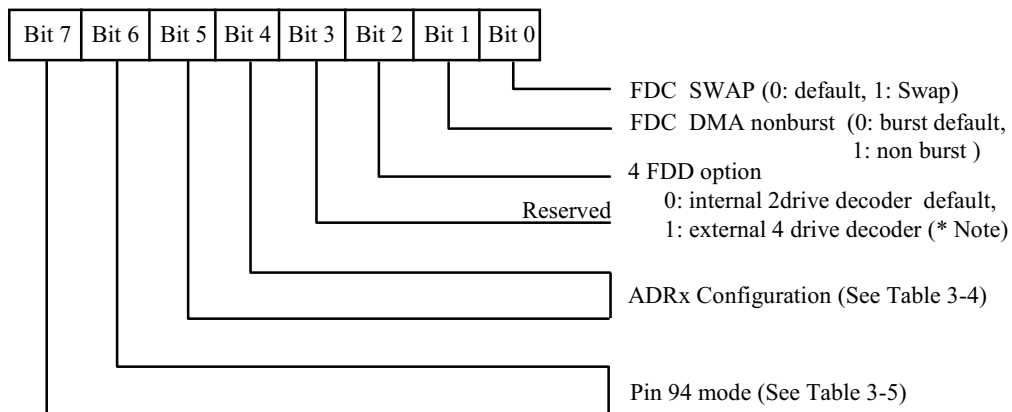 Bit 7 Bit 6 Bit 5 Bit 4 Bit 3 Bit 2 Bit 1 Bit 0
FDC SWAP (0: default, 1: Swap)
FDC DMA nonburst (0: burst default,
1: non burst )
4 FDD option
0: internal 2drive decoder default,
Reserved
1: external 4 drive decoder (* Note)
ADRx Configuration (See Table 3-4)
Pin 94 mode (See Table 3-5)